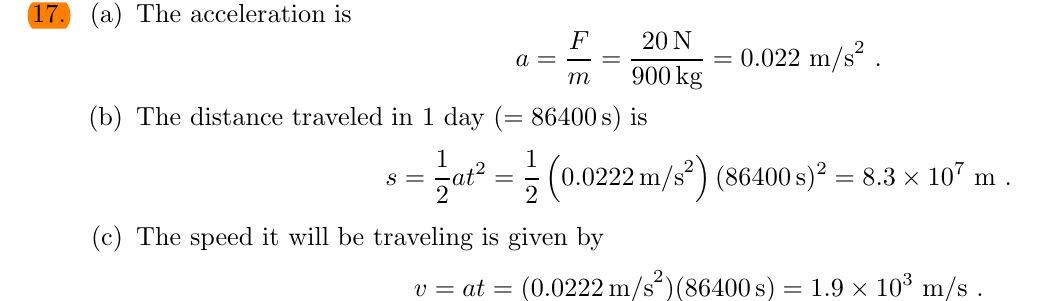 17. (a) The acceleration is
a = F/m = 20 N/900 kg = 0.022 m/s² .
(b) The distance traveled in 1 day (= 86400 s) is
s = 1/2 at² = 1/2 (0.0222 m/s²) (86400 s)² = 8.3 × 10⁷ m .
(c) The speed it will be traveling is given by
v = at = (0.0222 m/s²)(86400 s) = 1.9 × 10³ m/s .